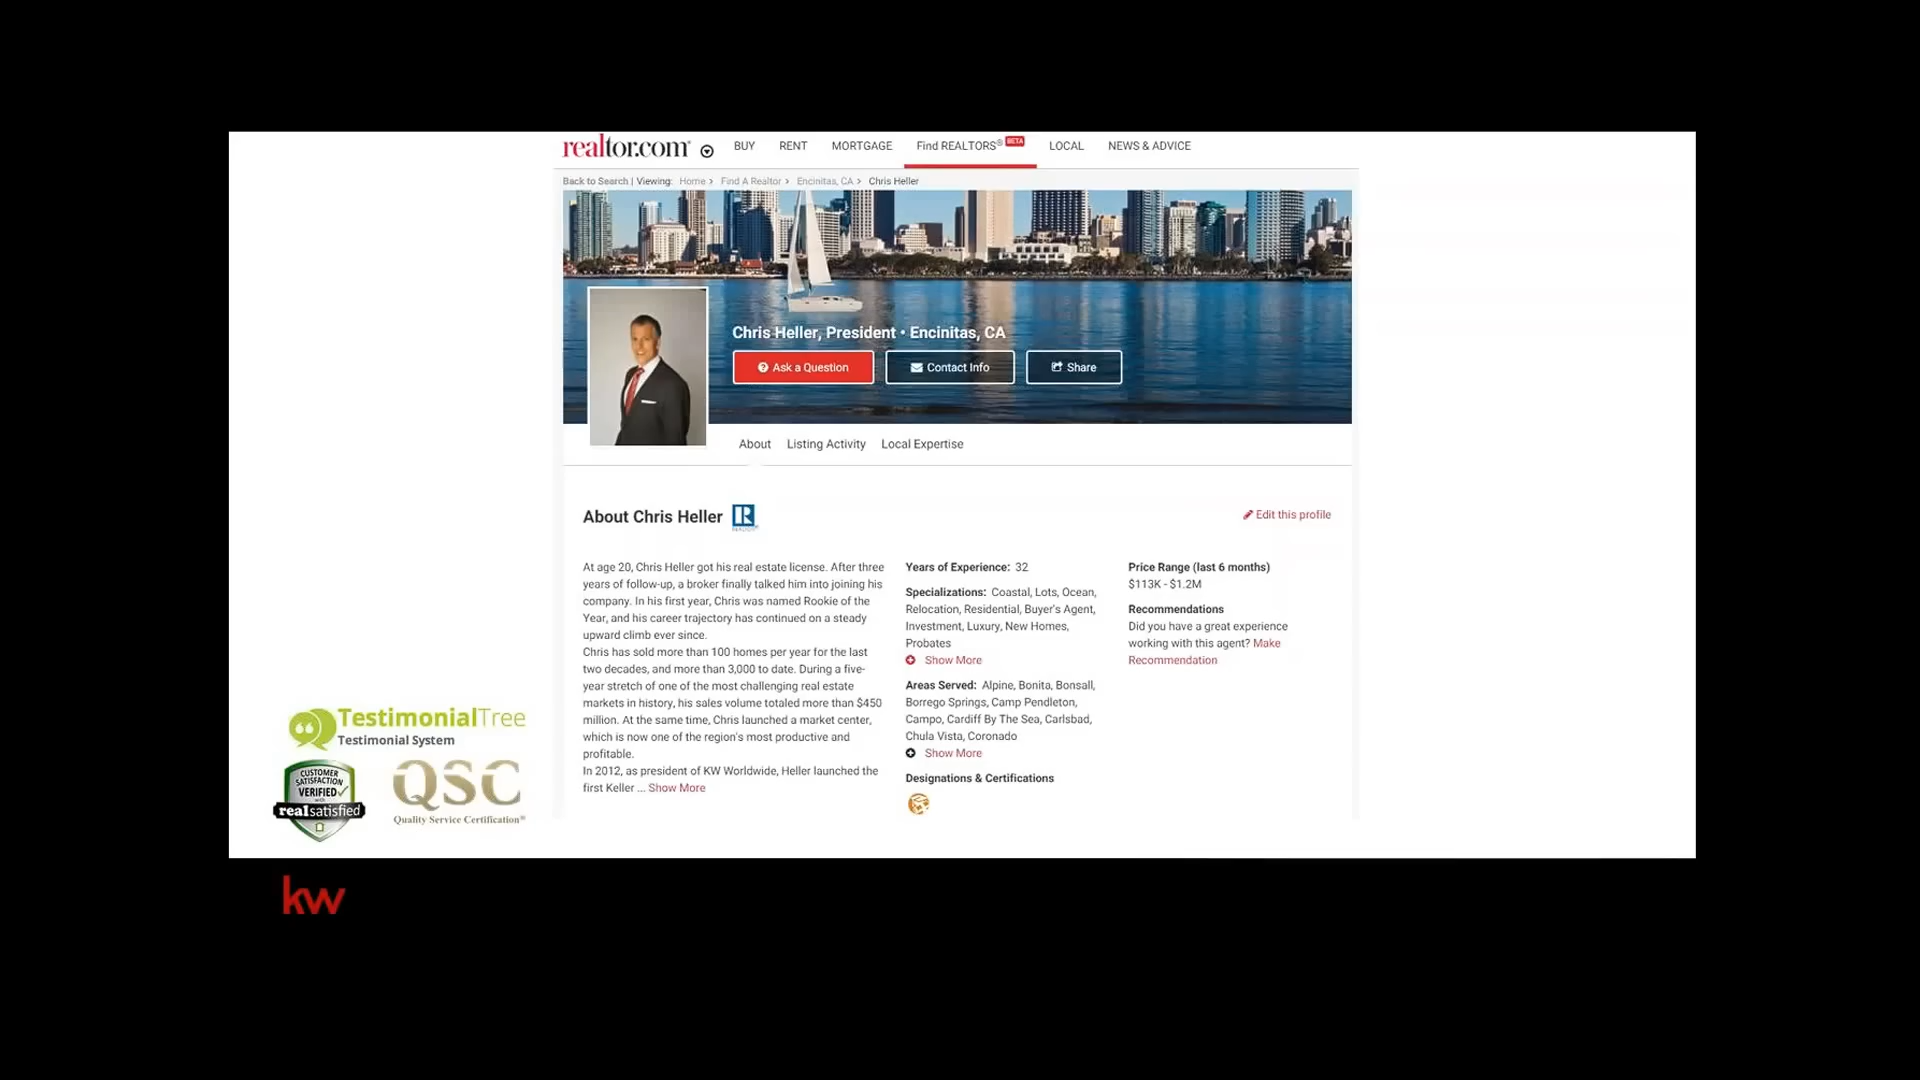 realtor.com®
BUY RENT MORTGAGE Find REALTORS® BETA LOCAL NEWS & ADVICE
Back to Search | Viewing: Home > Find A Realtor > Encinitas, CA > Chris Heller
Chris Heller, President • Encinitas, CA
Ask a Question Contact Info Share
About Listing Activity Local Expertise
About Chris Heller
Edit this profile
At age 20, Chris Heller got his real estate license. After three
years of follow-up, a broker finally talked him into joining his
company. In his first year, Chris was named Rookie of the
Year, and his career trajectory has continued on a steady
upward climb ever since.
Chris has sold more than 100 homes per year for the last
two decades, and more than 3,000 to date. During a five-
year stretch of one of the most challenging real estate
markets in history, his sales volume totaled more than $450
million. At the same time, Chris launched a market center,
which is now one of the region's most productive and
profitable.
In 2012, as president of KW Worldwide, Heller launched the
first Keller ... Show More
Years of Experience: 32
Specializations: Coastal, Lots, Ocean,
Relocation, Residential, Buyer's Agent,
Investment, Luxury, New Homes,
Probates
Show More
Areas Served: Alpine, Bonita, Bonsall,
Borrego Springs, Camp Pendleton,
Campo, Cardiff By The Sea, Carlsbad,
Chula Vista, Coronado
Show More
Designations & Certifications
Price Range (last 6 months)
$113K - $1.2M
Recommendations
Did you have a great experience
working with this agent? Make
Recommendation
TestimonialTree
Testimonial System
CUSTOMER
SATISFACTION
VERIFIED
with
realsatisfied
QSC
Quality Service Certification®
kw